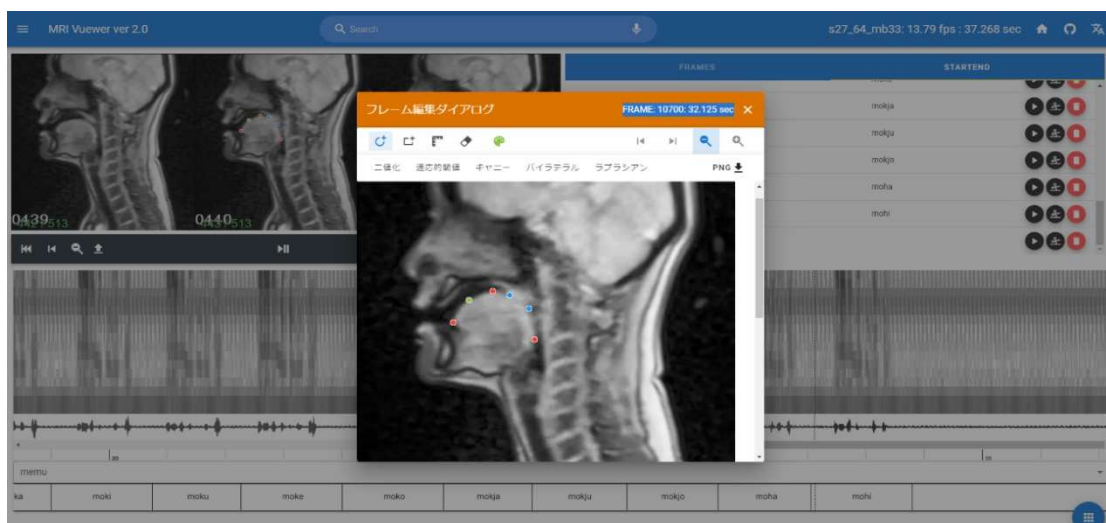 MRI Vuewer ver 2.0
Search
s27_64_mb33: 13.79 fps : 37.268 sec
FRAMES
STARTEND
mokja
mokju
mokjo
moha
mohi
0439
513
0440
513
フレーム編集ダイアログ
FRAME: 10700: 32.125 sec
二値化 適応的閾値 キャニー バイラテラル ラプラシアン
PNG
memu
ka moki moku moke moko mokja mokju mokjo moha mohi